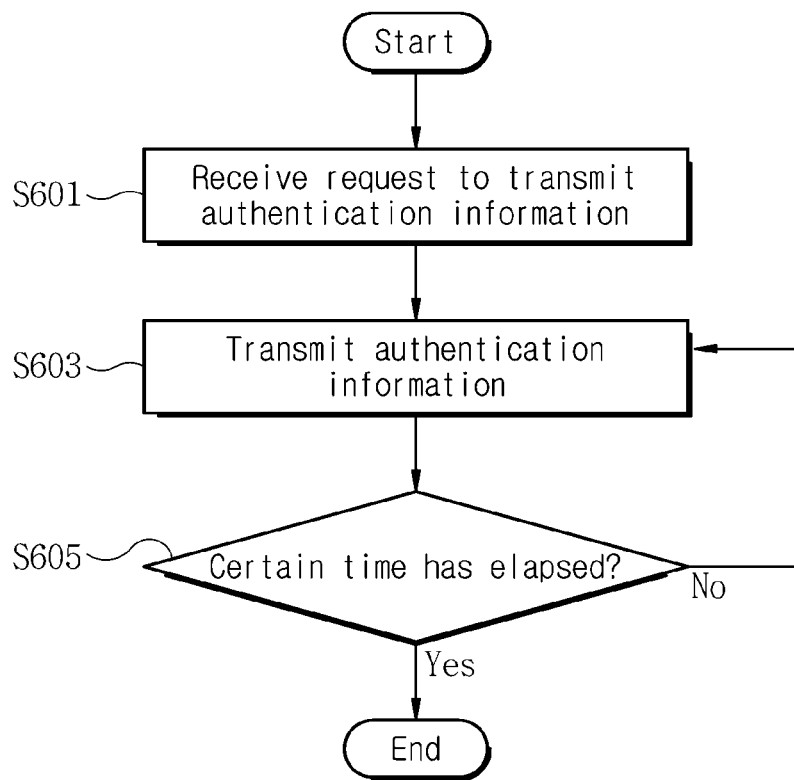 Start
S601
Receive request to transmit
authentication information
S603
Transmit authentication
information
S605
Certain time has elapsed?
No
Yes
End